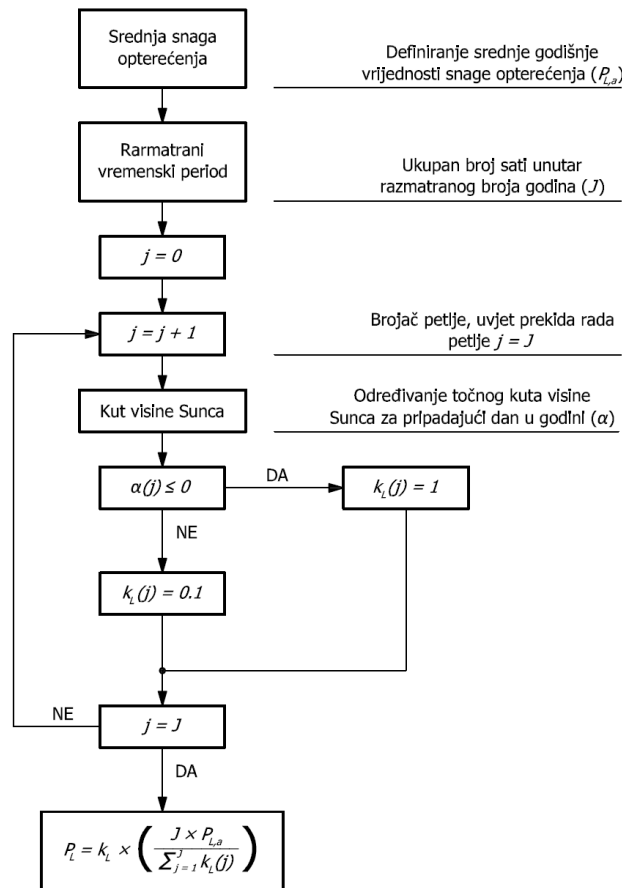 Srednja snaga
opterećenja
Definiranje srednje godišnje
vrijednosti snage opterećenja (P_{L,a})
Rarmatrani
vremenski period
Ukupan broj sati unutar
razmatranog broja godina (J)
j = 0
j = j + 1
Brojač petlje, uvjet prekida rada
petlje j = J
Kut visine Sunca
Određivanje točnog kuta visine
Sunca za pripadajući dan u godini (α)
α(j) ≤ 0
DA
k_L(j) = 1
NE
k_L(j) = 0.1
NE
j = J
DA
P_L = k_L × ( \frac{J × P_{L,a}}{∑_{j = 1}^{J} k_L(j)} )